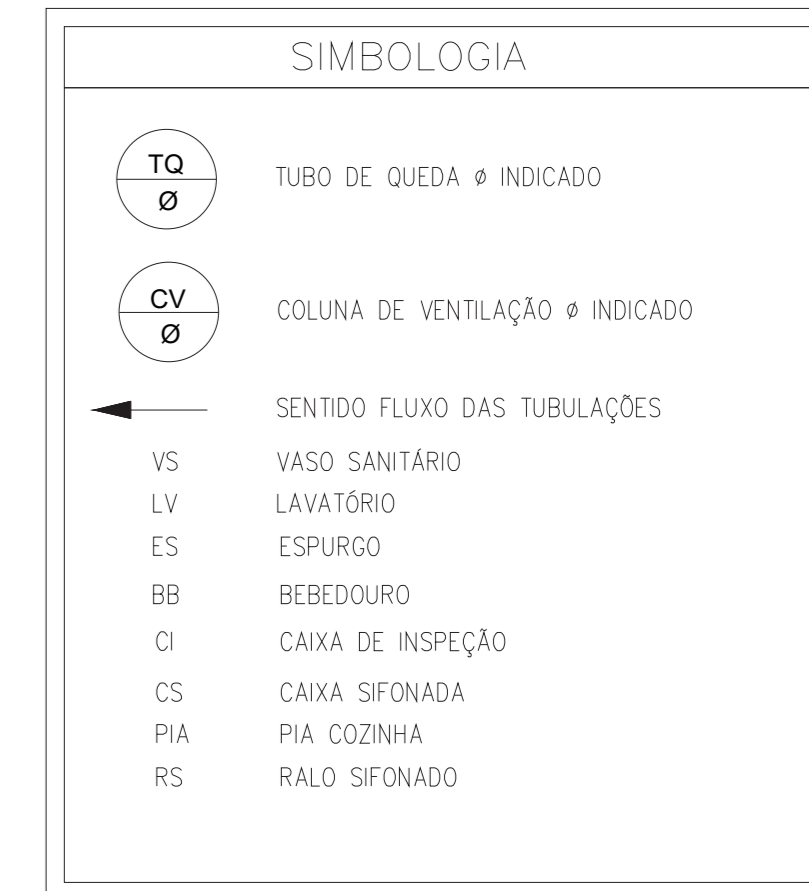 SIMBOLOGIA
TQ
Ø
TUBO DE QUEDA ø INDICADO
CV
Ø
COLUNA DE VENTILAÇÃO ø INDICADO
SENTIDO FLUXO DAS TUBULAÇÕES
VS VASO SANITÁRIO
LV LAVATÓRIO
ES ESPURGO
BB BEBEDOURO
CI CAIXA DE INSPEÇÃO
CS CAIXA SIFONADA
PIA PIA COZINHA
RS RALO SIFONADO